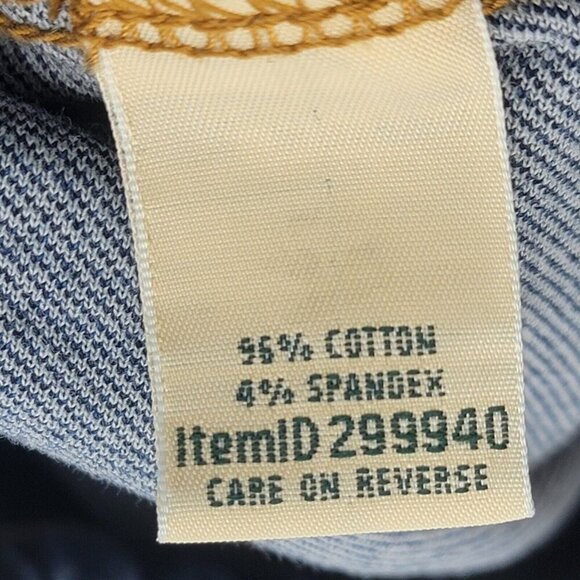 96% COTTON
4% SPANDEX
ItemID 299940
CARE ON REVERSE